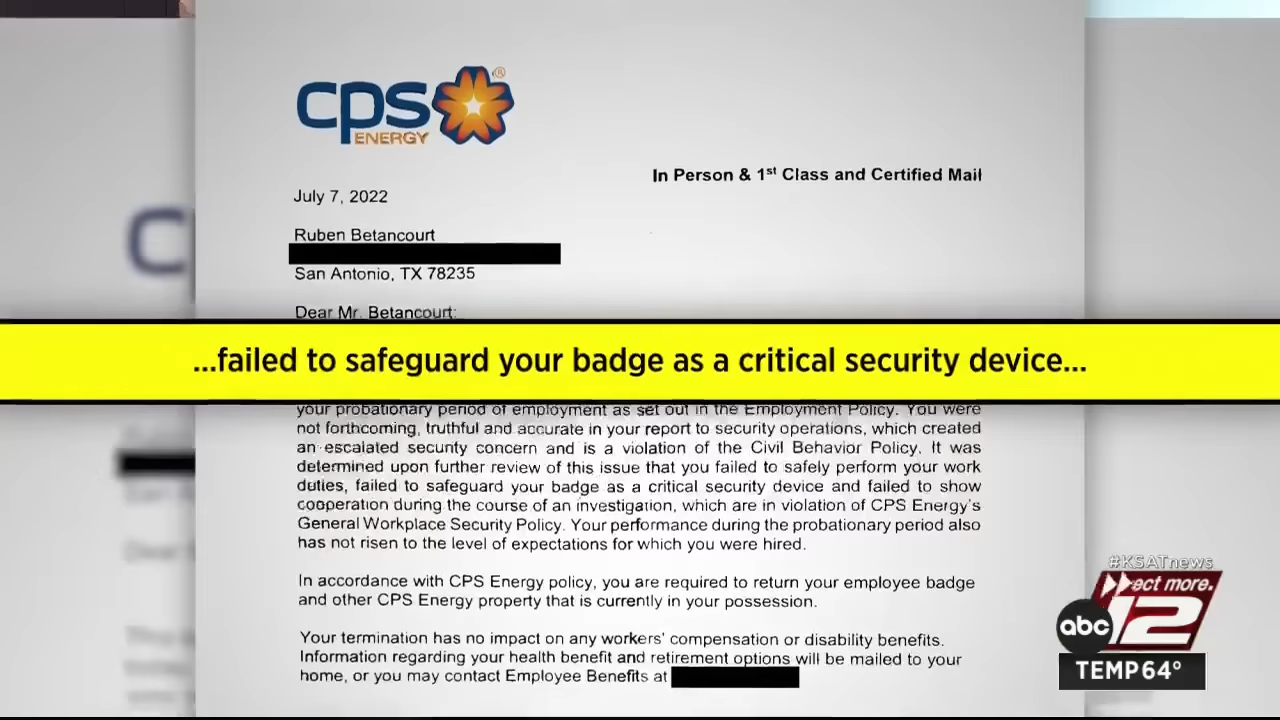 cps
ENERGY
®
In Person & 1st Class and Certified Mail
July 7, 2022
Ruben Betancourt
San Antonio, TX 78235
Dear Mr. Betancourt:
...failed to safeguard your badge as a critical security device...
your probationary period of employment as set out in the Employment Policy. You were
not forthcoming, truthful and accurate in your report to security operations, which created
an escalated security concern and is a violation of the Civil Behavior Policy. It was
determined upon further review of this issue that you failed to safely perform your work
duties, failed to safeguard your badge as a critical security device and failed to show
cooperation during the course of an investigation, which are in violation of CPS Energy's
General Workplace Security Policy. Your performance during the probationary period also
has not risen to the level of expectations for which you were hired.
In accordance with CPS Energy policy, you are required to return your employee badge
and other CPS Energy property that is currently in your possession.
Your termination has no impact on any workers' compensation or disability benefits.
Information regarding your health benefit and retirement options will be mailed to your
home, or you may contact Employee Benefits at
#KSATnews
ect more.
abc
12
TEMP 64°